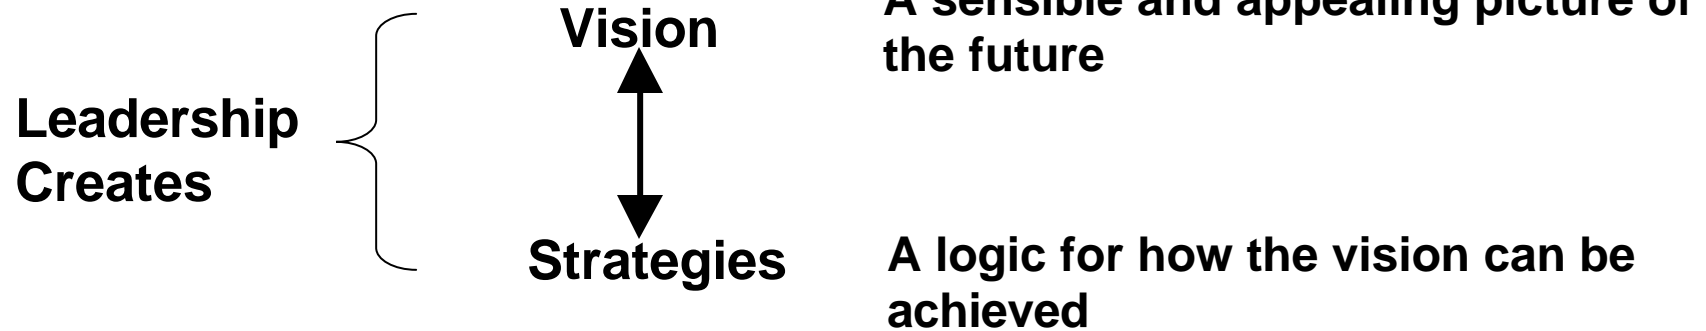 Vision
A sensible and appealing picture of
the future
Leadership
Creates
Strategies
A logic for how the vision can be
achieved